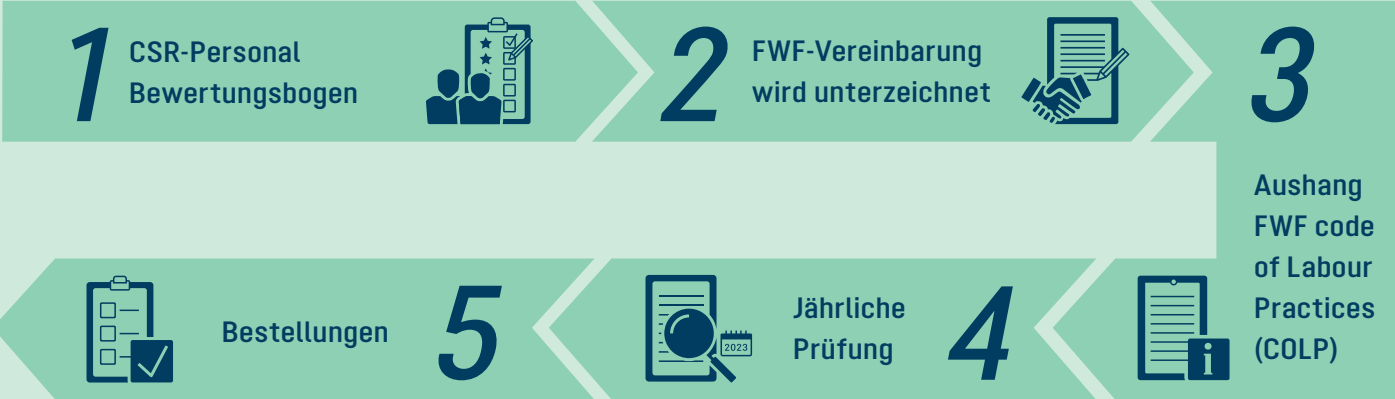 1
CSR-Personal
Bewertungsbogen
2
FWF-Vereinbarung
wird unterzeichnet
3
Aushang
FWF code
of Labour
Practices
(COLP)
4
Jährliche
Prüfung
2023
5
Bestellungen